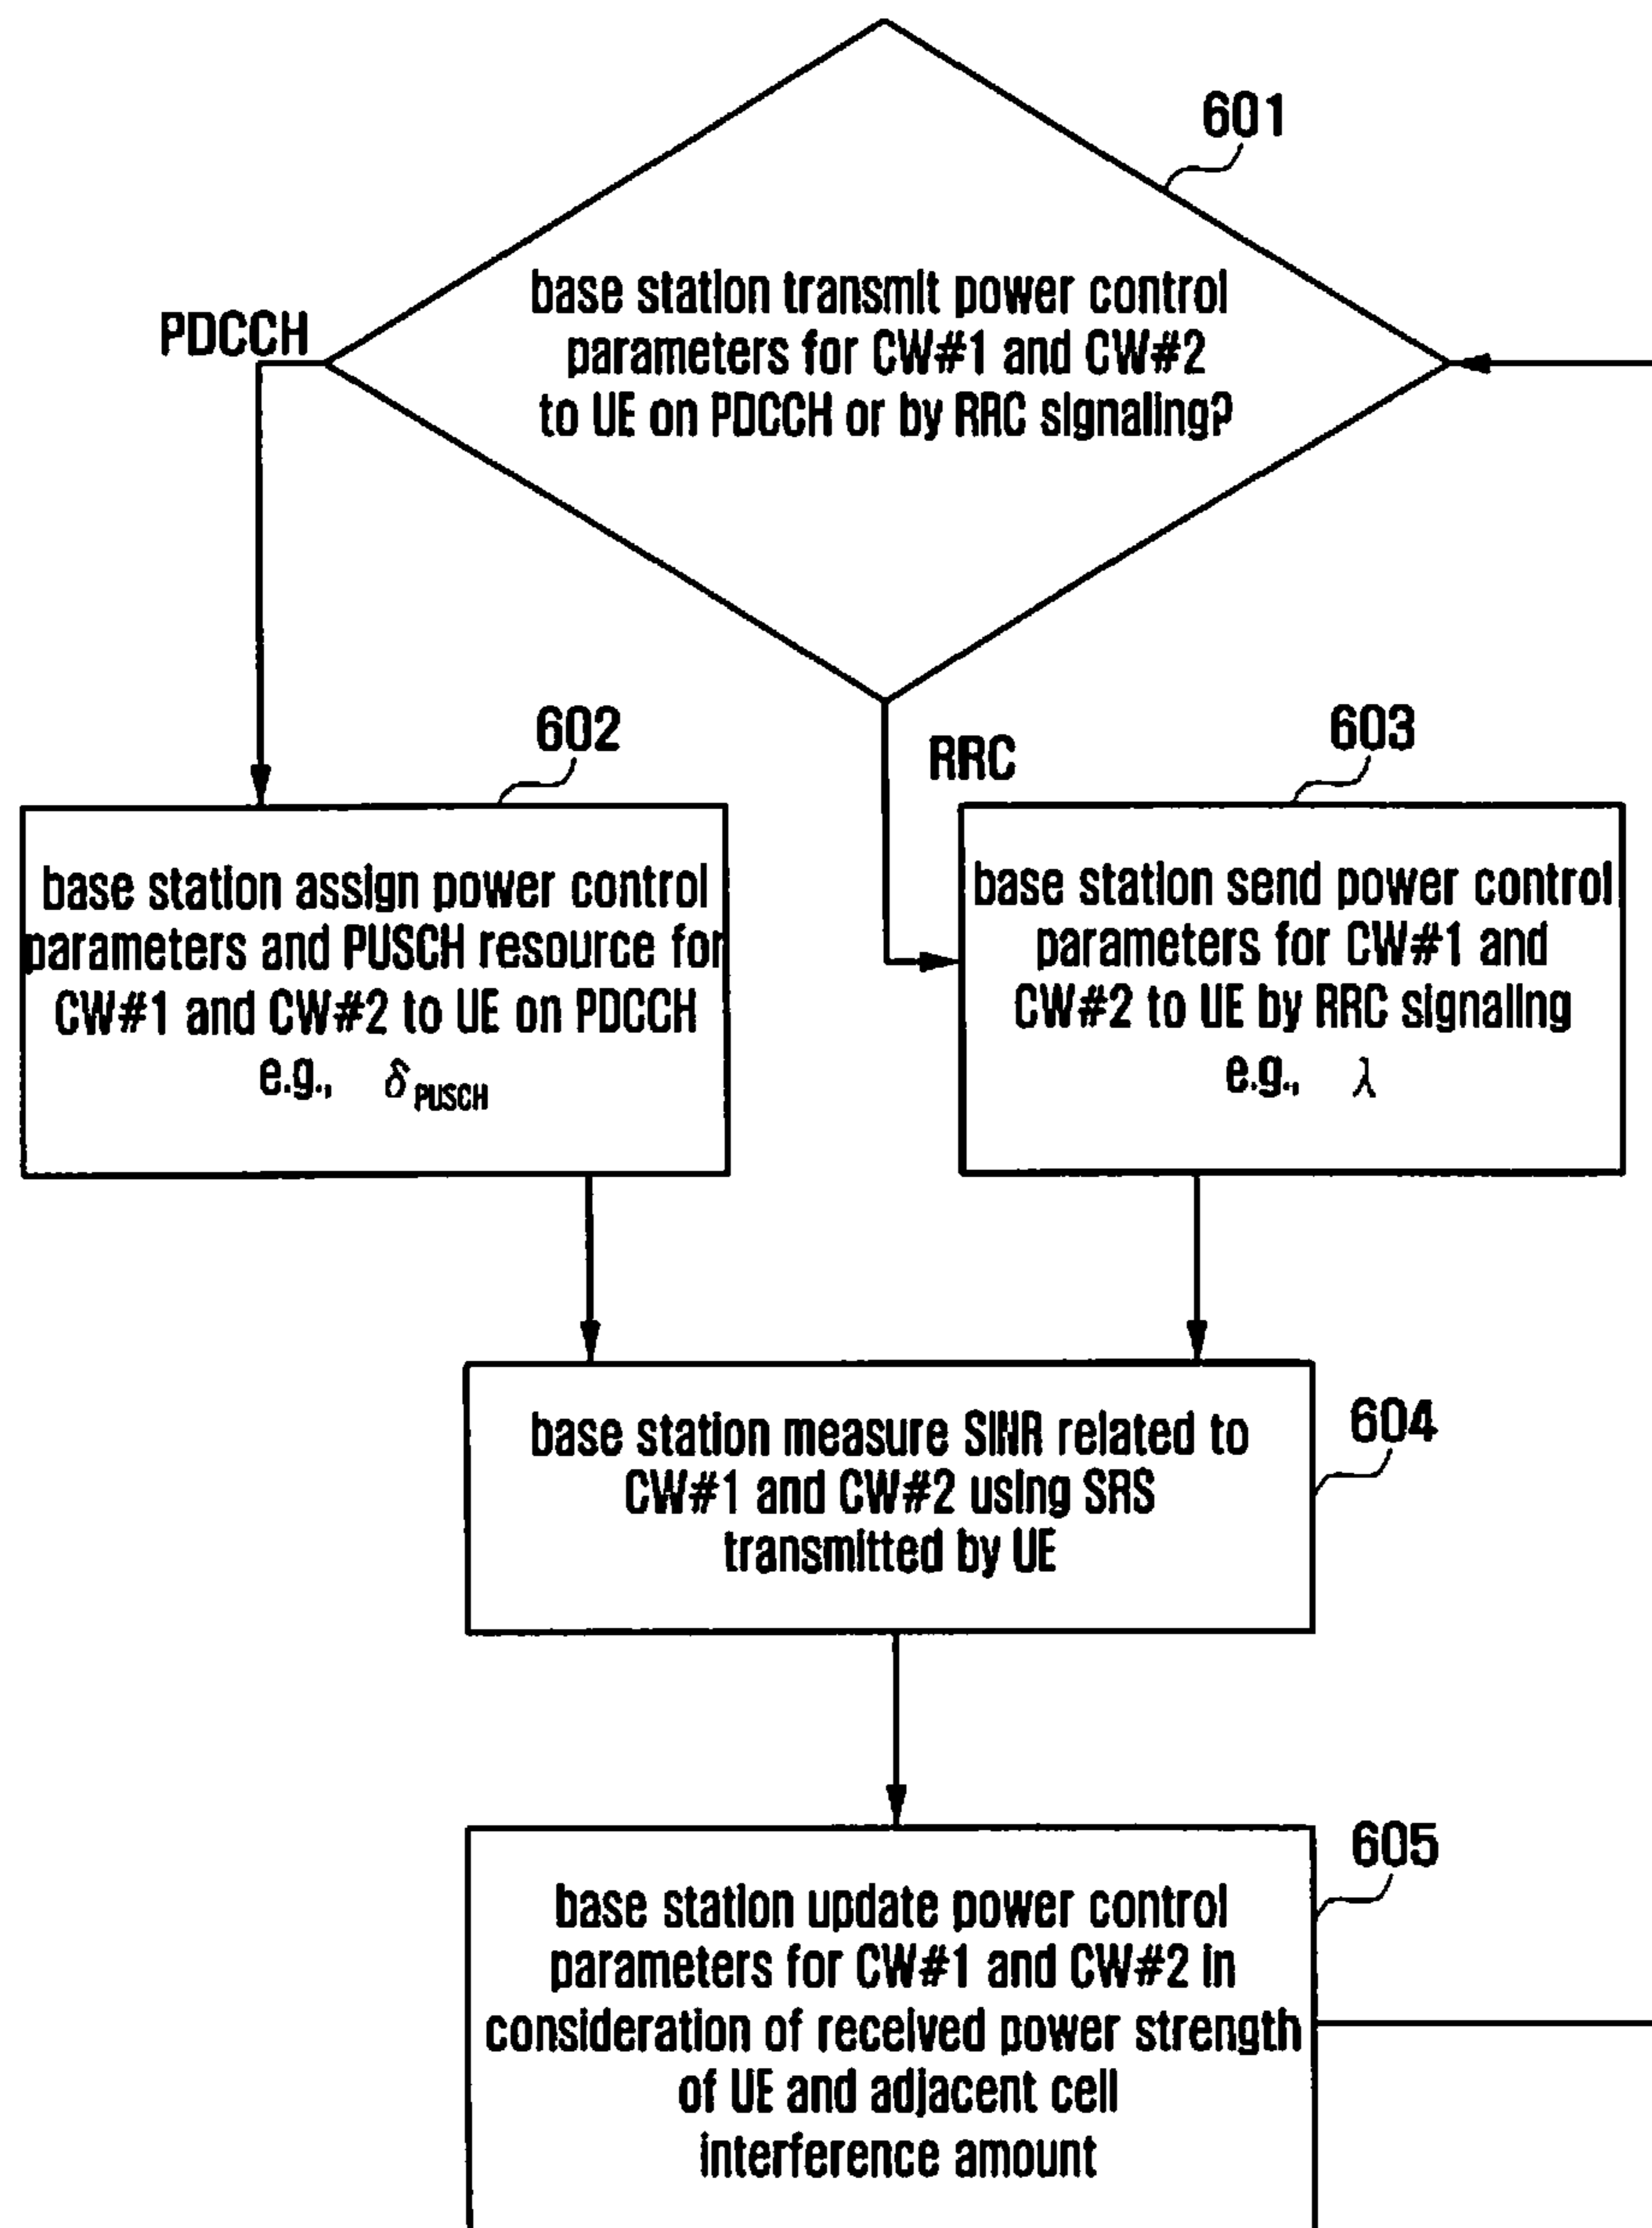 601
base station transmit power control
parameters for CW#1 and CW#2
to UE on PDCCH or by RRC signaling?
PDCCH
RRC
602
base station assign power control
parameters and PUSCH resource for
CW#1 and CW#2 to UE on PDCCH
e.g., δPUSCH
603
base station send power control
parameters for CW#1 and
CW#2 to UE by RRC signaling
e.g., λ
604
base station measure SINR related to
CW#1 and CW#2 using SRS
transmitted by UE
605
base station update power control
parameters for CW#1 and CW#2 in
consideration of received power strength
of UE and adjacent cell
interference amount